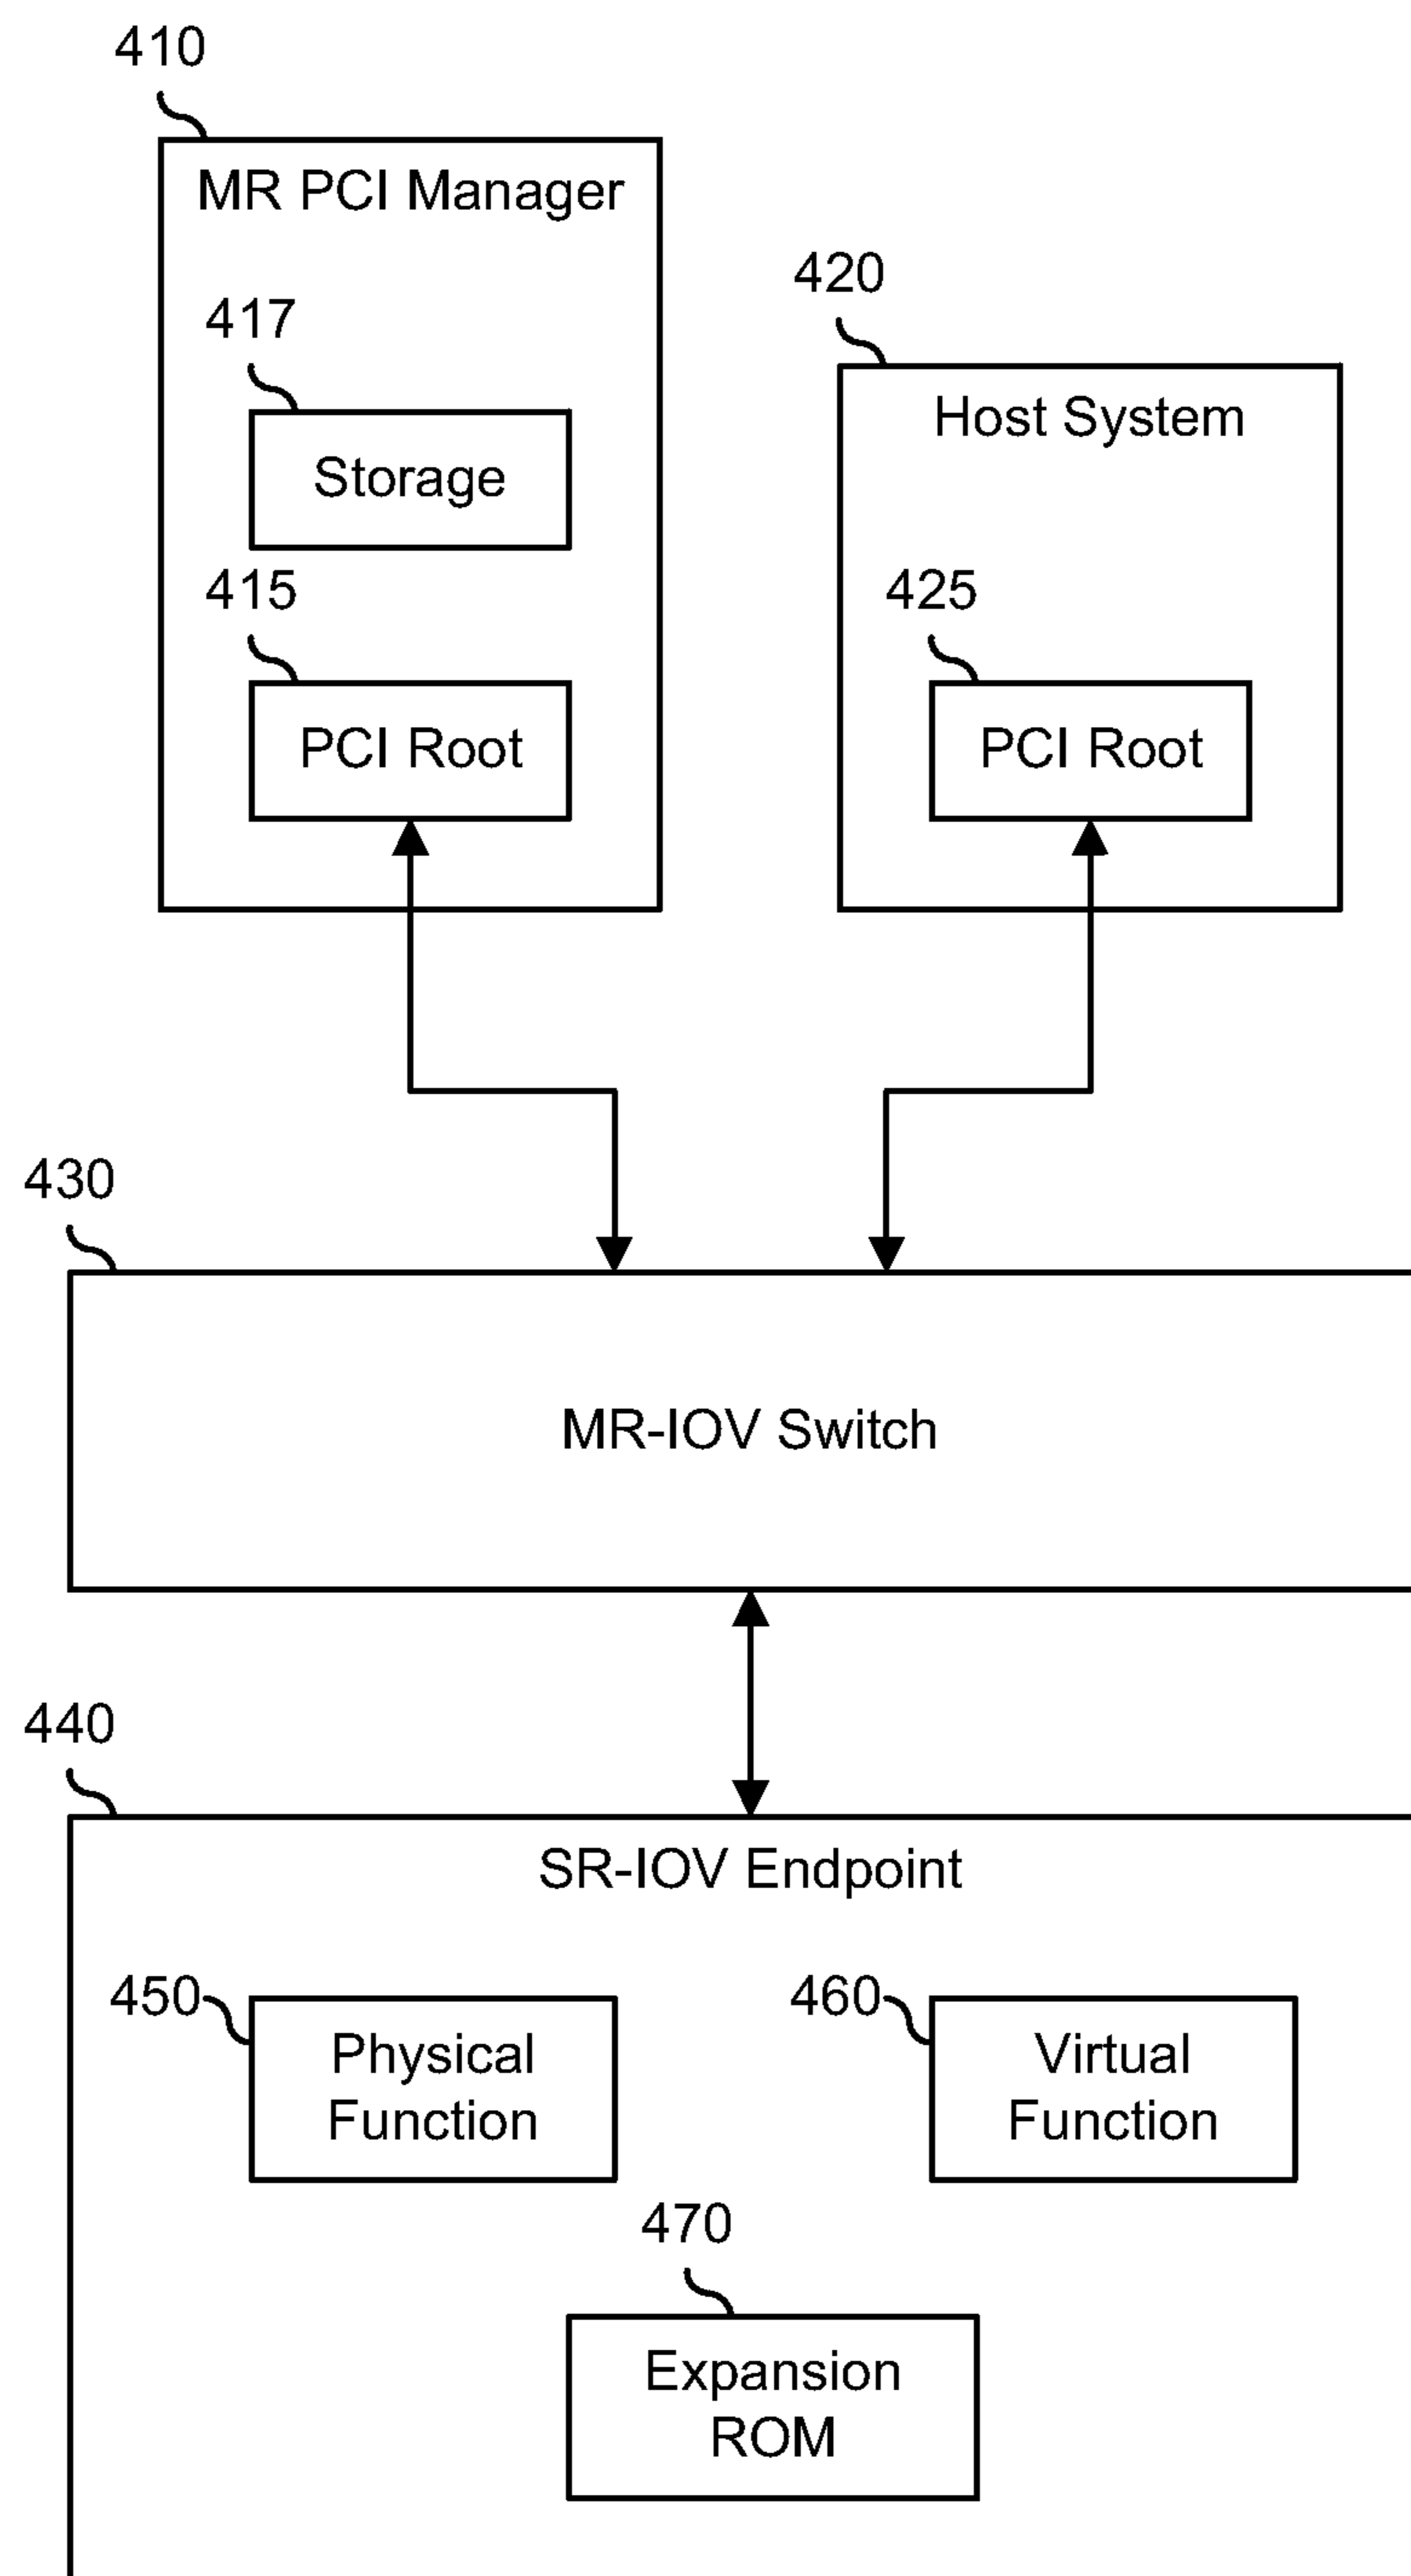 410
MR PCI Manager
417
Storage
415
PCI Root
420
Host System
425
PCI Root
430
MR-IOV Switch
440
SR-IOV Endpoint
450
Physical
Function
460
Virtual
Function
470
Expansion
ROM